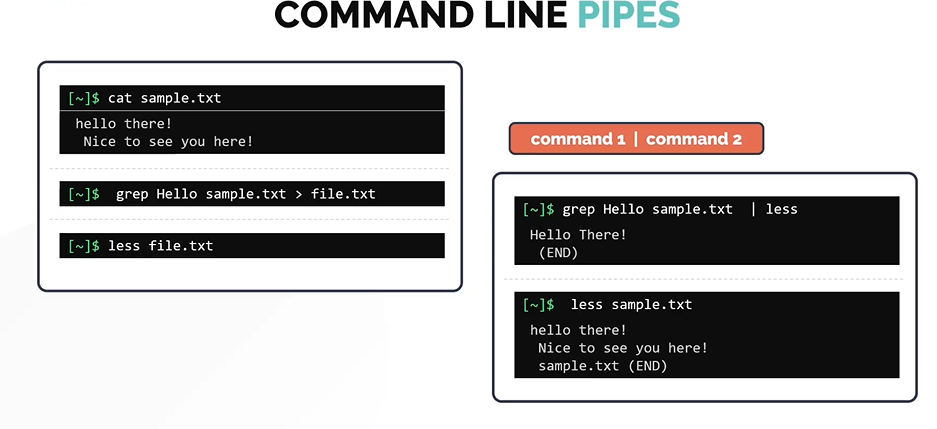 COMMAND LINE PIPES
[~]$ cat sample.txt
hello there!
Nice to see you here!
[~]$ grep Hello sample.txt > file.txt
[~]$ less file.txt
command 1 | command 2
[~]$ grep Hello sample.txt | less
Hello There!
(END)
[~]$ less sample.txt
hello there!
Nice to see you here!
sample.txt (END)